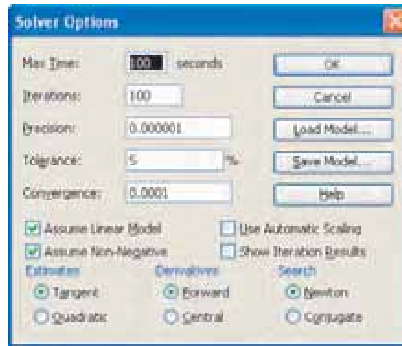 Solver Options
Max Time: 100 seconds OK
Iterations: 100 Cancel
Precision: 0.000001 Load Model...
Tolerance: 5 % Save Model...
Convergence: 0.0001 Help
Assume Linear Model Use Automatic Scaling
Assume Non-Negative Show Iteration Results
Estimates Derivatives Search
Tangent Forward Newton
Quadratic Central Conjugate